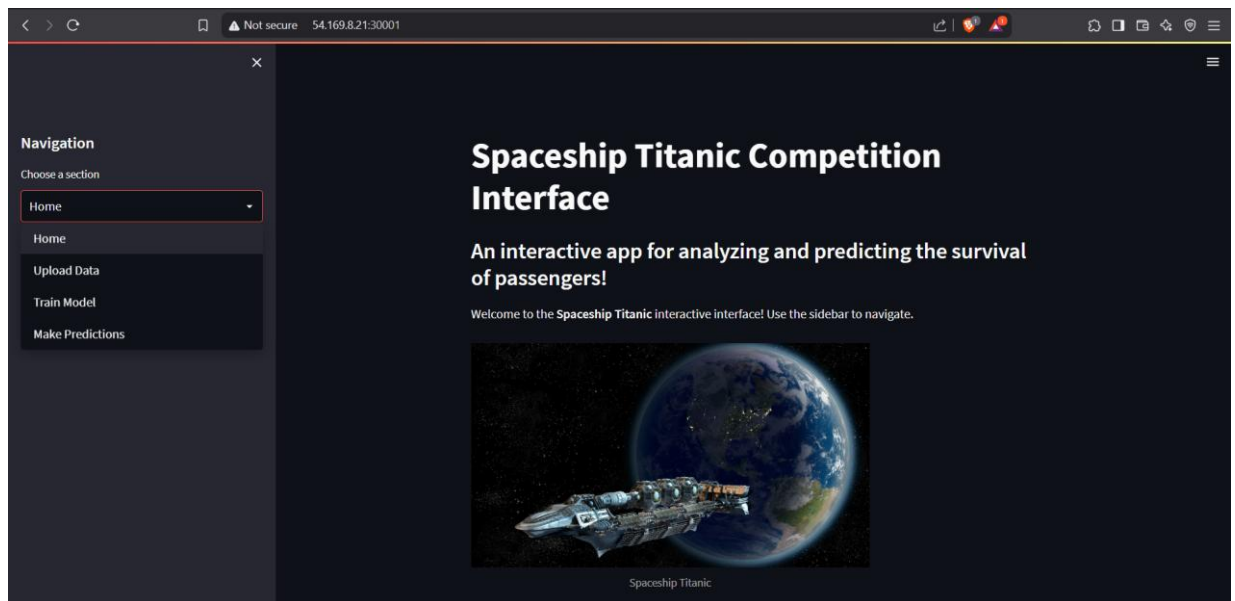 Not secure 54.169.8.21:30001
Navigation
Choose a section
Home
Home
Upload Data
Train Model
Make Predictions
Spaceship Titanic Competition
Interface
An interactive app for analyzing and predicting the survival
of passengers!
Welcome to the Spaceship Titanic interactive interface! Use the sidebar to navigate.
Spaceship Titanic